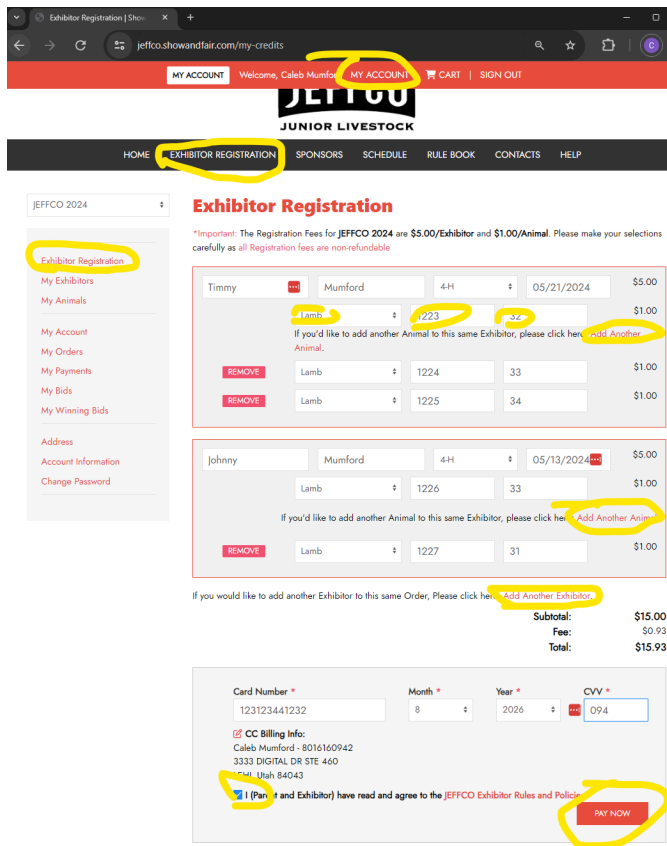 Exhibitor Registration | Show
jeffco.showandfair.com/my-credits
C
MY ACCOUNT Welcome, Caleb Mumford MY ACCOUNT CART | SIGN OUT
JEFFCO
JUNIOR LIVESTOCK
HOME EXHIBITOR REGISTRATION SPONSORS SCHEDULE RULE BOOK CONTACTS HELP
JEFFCO 2024
Exhibitor Registration
My Exhibitors
My Animals
My Account
My Orders
My Payments
My Bids
My Winning Bids
Address
Account Information
Change Password
Exhibitor Registration
*Important: The Registration Fees for JEFFCO 2024 are $5.00/Exhibitor and $1.00/Animal. Please make your selections
carefully as all Registration fees are non-refundable
Timmy Mumford 4-H 05/21/2024 $5.00
Lamb 1223 32 $1.00
If you'd like to add another Animal to this same Exhibitor, please click here Add Another
Animal.
REMOVE Lamb 1224 33 $1.00
REMOVE Lamb 1225 34 $1.00
Johnny Mumford 4-H 05/13/2024 $5.00
Lamb 1226 33 $1.00
If you'd like to add another Animal to this same Exhibitor, please click here Add Another Animal
REMOVE Lamb 1227 31 $1.00
If you would like to add another Exhibitor to this same Order, Please click here Add Another Exhibitor.
Subtotal: $15.00
Fee: $0.93
Total: $15.93
Card Number * Month * Year * CVV *
123123441232 8 2026 094
CC Billing Info:
Caleb Mumford - 8016160942
3333 DIGITAL DR STE 460
LEHI, Utah 84043
I (Parent and Exhibitor) have read and agree to the JEFFCO Exhibitor Rules and Policie
PAY NOW